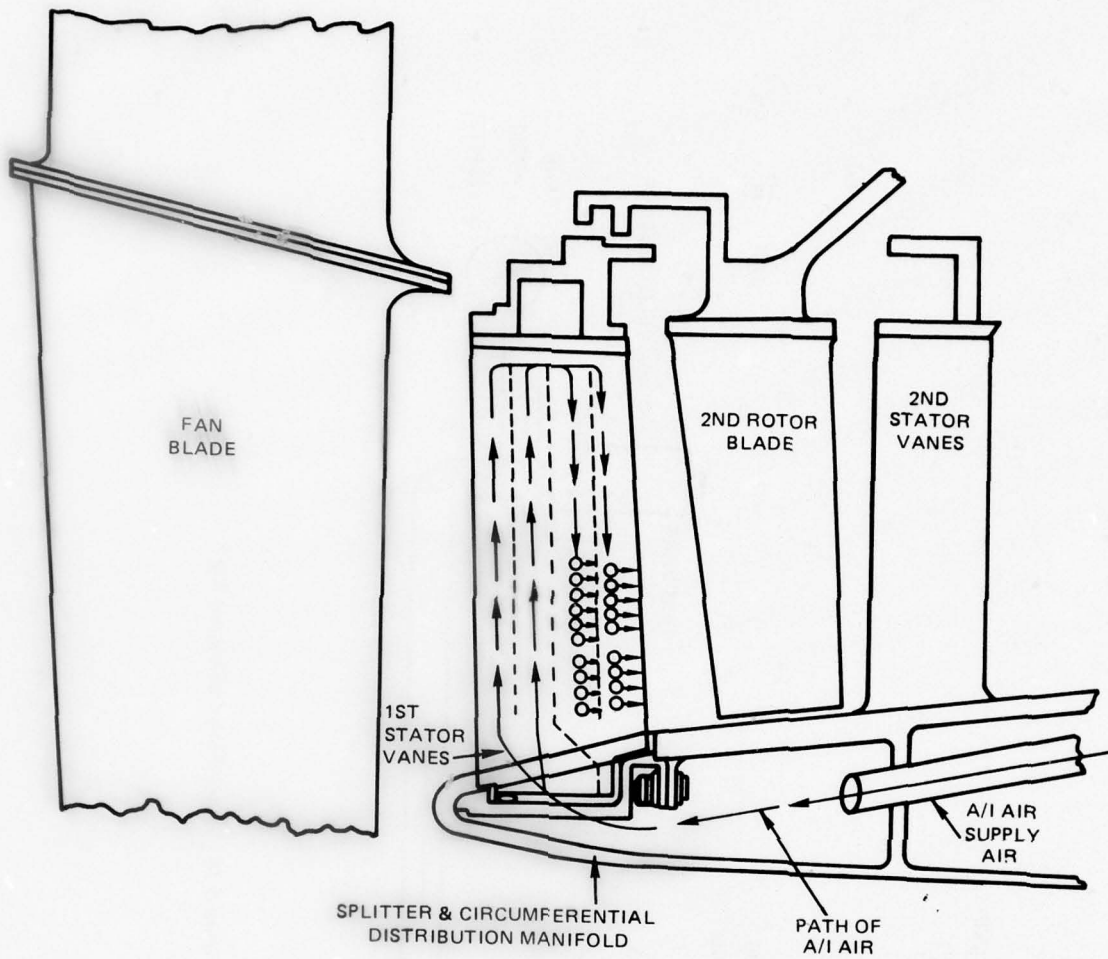 FAN
BLADE
2ND ROTOR
BLADE
2ND
STATOR
VANES
1ST
STATOR
VANES
A/I AIR
SUPPLY
AIR
SPLITTER & CIRCUMFERENTIAL
DISTRIBUTION MANIFOLD
PATH OF
A/I AIR